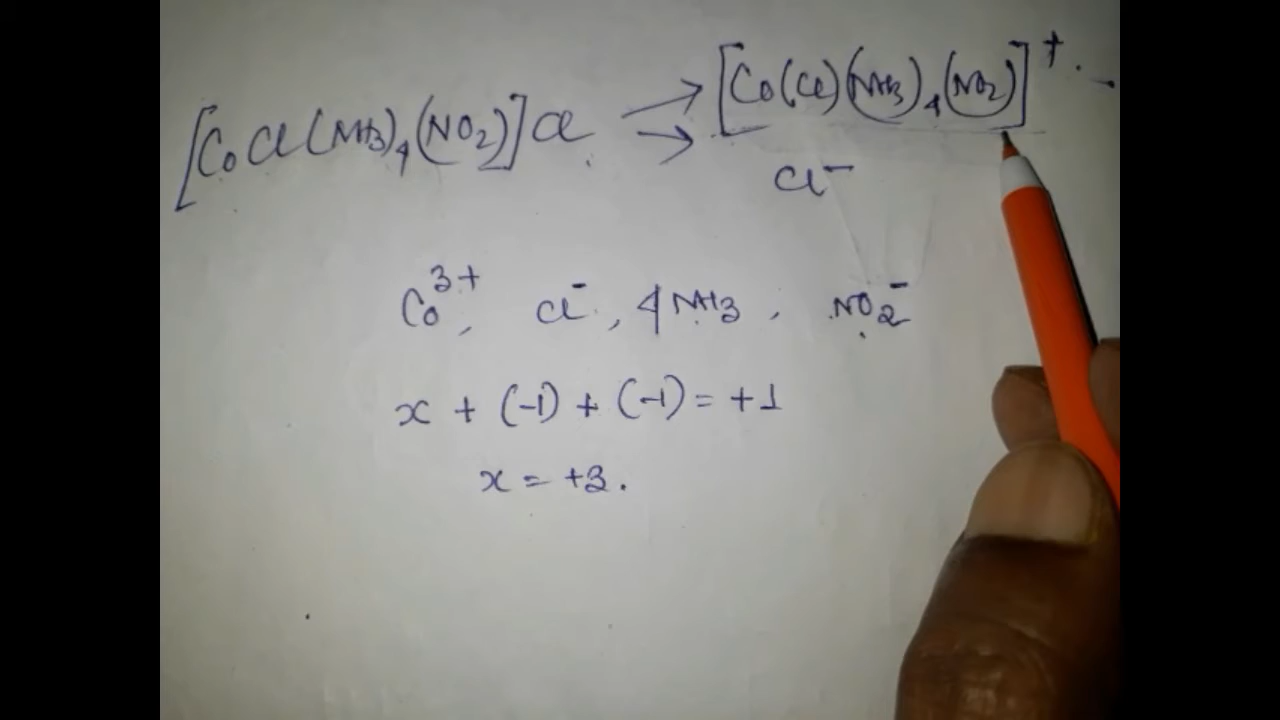 [CoCl(NH3)4(NO2)]Cl → → [Co(Cl)(NH3)4(NO2)]+
Cl−
Co3+, Cl−, 4NH3, NO2−
x + (−1) + (−1) = +1
x = +3.